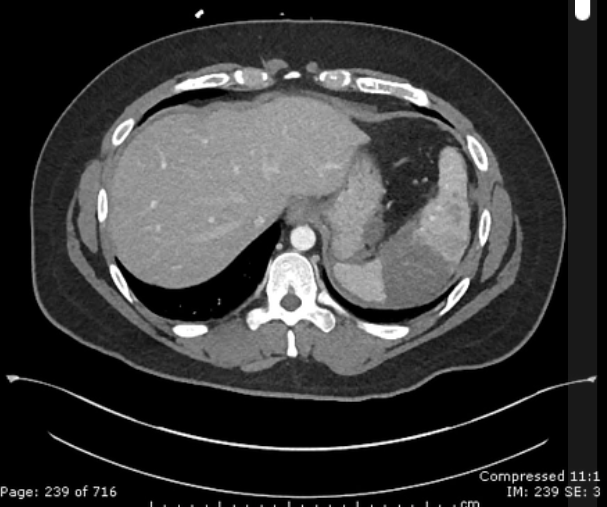 Compressed 11:1
Page: 239 of 716
IM: 239 SE: 3
cm